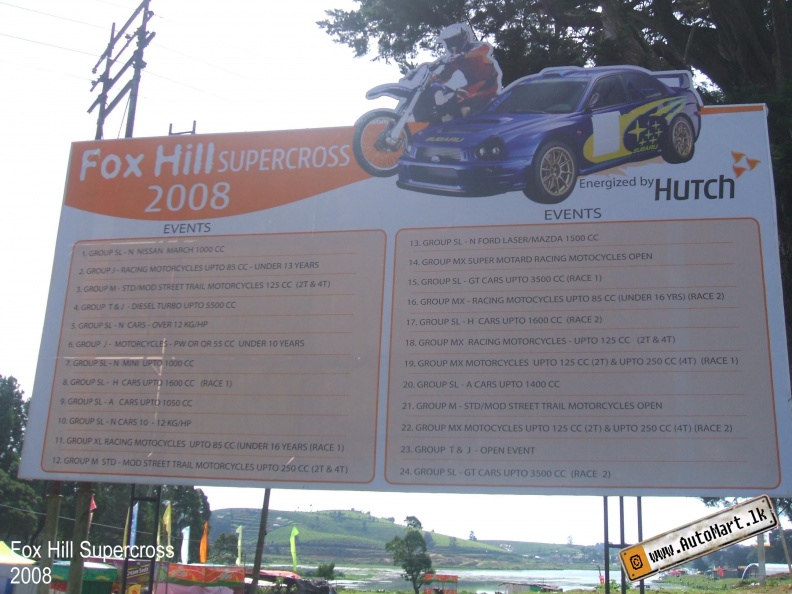 Fox Hill SUPERCROSS
2008
Energized by HUTCH
SUBARU
EVENTS
1. GROUP SL - N NISSAN MARCH 1000 CC
2. GROUP J - RACING MOTORCYCLES UPTO 85 CC - UNDER 13 YEARS
3. GROUP M - STD/MOD STREET TRAIL MOTORCYCLES 125 CC (2T & 4T)
4. GROUP T & J - DIESEL TURBO UPTO 5500 CC
5. GROUP SL - N CARS - OVER 12 KG/HP
6. GROUP J - MOTORCYCLES - PW OR QR 55 CC UNDER 10 YEARS
7. GROUP SL - N MINI UPTO 1000 CC
8. GROUP SL - H CARS UPTO 1600 CC (RACE 1)
9. GROUP SL - A CARS UPTO 1050 CC
10. GROUP SL - N CARS 10 - 12 KG/HP
11. GROUP XL RACING MOTOCYCLES UPTO 85 CC (UNDER 16 YEARS (RACE 1)
12. GROUP M STD - MOD STREET TRAIL MOTORCYCLES UPTO 250 CC (2T & 4T)
EVENTS
13. GROUP SL - N FORD LASER/MAZDA 1500 CC
14. GROUP MX SUPER MOTARD RACING MOTOCYCLES OPEN
15. GROUP SL - GT CARS UPTO 3500 CC (RACE 1)
16. GROUP MX - RACING MOTOCYCLES UPTO 85 CC (UNDER 16 YRS) (RACE 2)
17. GROUP SL - H CARS UPTO 1600 CC (RACE 2)
18. GROUP MX RACING MOTORCYCLES - UPTO 125 CC (2T & 4T)
19. GROUP MX MOTORCYCLES UPTO 125 CC (2T) & UPTO 250 CC (4T) (RACE 1)
20. GROUP SL - A CARS UPTO 1400 CC
21. GROUP M - STD/MOD STREET TRAIL MOTORCYCLES OPEN
22. GROUP MX MOTOCYCLES UPTO 125 CC (2T) & UPTO 250 CC (4T) (RACE 2)
23. GROUP T & J - OPEN EVENT
24. GROUP SL - GT CARS UPTO 3500 CC (RACE 2)
Fox Hill Supercross
2008
www.AutoMart.lk